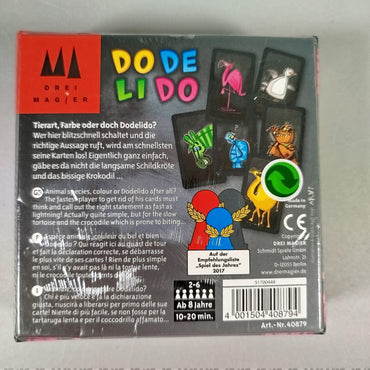 DREI
MAGIER
DO DE
LI DO
Tierart, Farbe oder doch Dodelido?
Wer hier blitzschnell schaltet und die
richtige Aussage ruft, wird am schnellsten
seine Karten los! Eigentlich ganz einfach,
gäbe es da nicht die langsame Schildkröte
und das bissige Krokodil ...
GB Animal species, colour or Dodelido after all?
The fastest player to get rid of his cards must
think and call out the right statement as fast as
lightning! Actually quite simple, but for the slow
tortoise and the crocodile which is prone to biting...
F espèce animale, couleur ou bel et bien
Dodelido? Qui réagit ici au quart de tour
et fait la déclaration correcte, se débarrasse
le plus vite de ses cartes! Rien de plus simple
en soi, s'il n'y avait pas là la tortue lente,
ni le crocodile
Dodelido?
Chi è più veloce e fa la dichiarazione
giusta, riuscirà a liberarsi per primo delle sue
carte! Niente di più facile, se non fosse per
la tartaruga lenta e per il coccodrillo affamato...
Auf der
Empfehlungsliste
„Spiel des Jahres"
2017
2-6
Ab 8 Jahre
10-20 min.
Made in
Germany
CE
DREI MAGIER
Schmidt Spiele GmbH
Lahnstr. 21
D-12055 Berlin
www.dreimagier.de
51700444
4 001504 408794
Art.-Nr. 40879